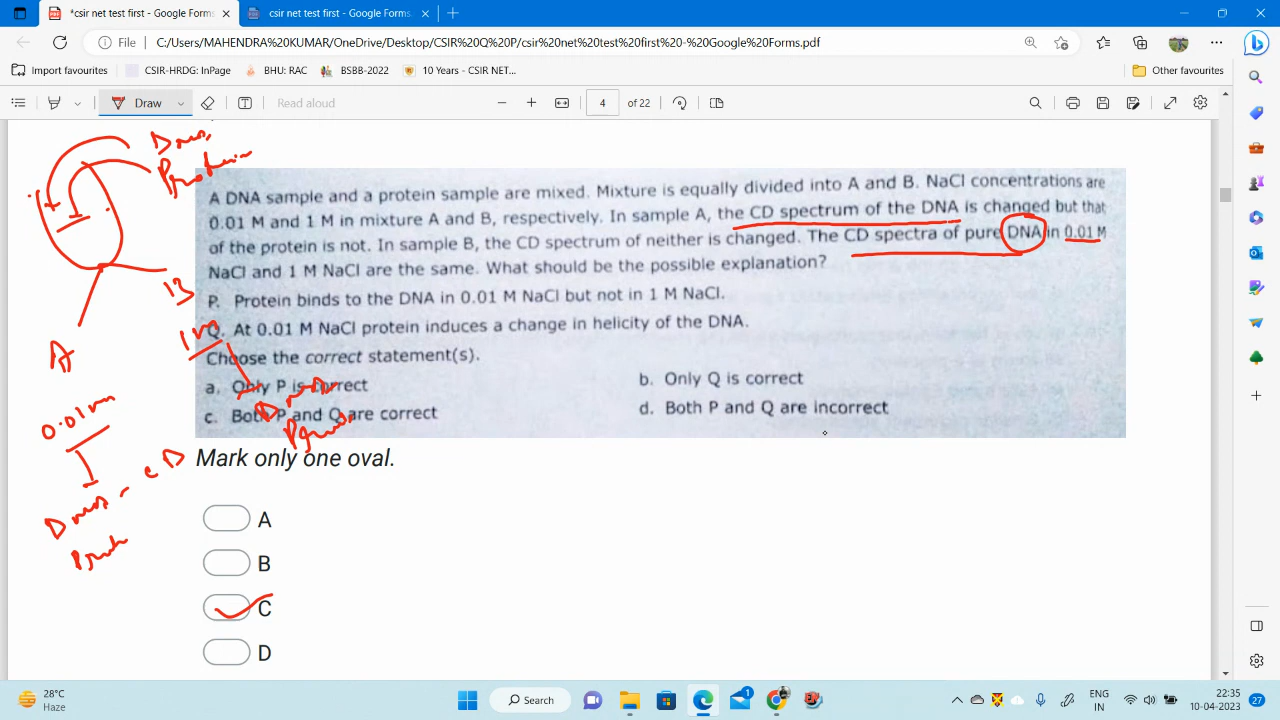 *csir net test first - Google Forms
csir net test first - Google Forms.
File
C:/Users/MAHENDRA%20KUMAR/OneDrive/Desktop/CSIR%20Q%20P/csir%20net%20test%20first%20-%20Google%20Forms.pdf
Import favourites
CSIR-HRDG: InPage
BHU: RAC
BSBB-2022
10 Years - CSIR NET...
Other favourites
Draw
Read aloud
4
of 22
Protein
A DNA sample and a protein sample are mixed. Mixture is equally divided into A and B. NaCl concentrations are
0.01 M and 1 M in mixture A and B, respectively. In sample A, the CD spectrum of the DNA is changed but that
of the protein is not. In sample B, the CD spectrum of neither is changed. The CD spectra of pure DNA in 0.01 M
NaCl and 1 M NaCl are the same. What should be the possible explanation?
P. Protein binds to the DNA in 0.01 M NaCl but not in 1 M NaCl.
Q. At 0.01 M NaCl protein induces a change in helicity of the DNA.
Choose the correct statement(s).
a. Only P is correct
b. Only Q is correct
c. Both P and Q are correct
d. Both P and Q are incorrect
B
A
1M
0.01m
CD
Mark only one oval.
A
B
C
D
28°C
Haze
Search
1
ENG
IN
22:35
10-04-2023
27